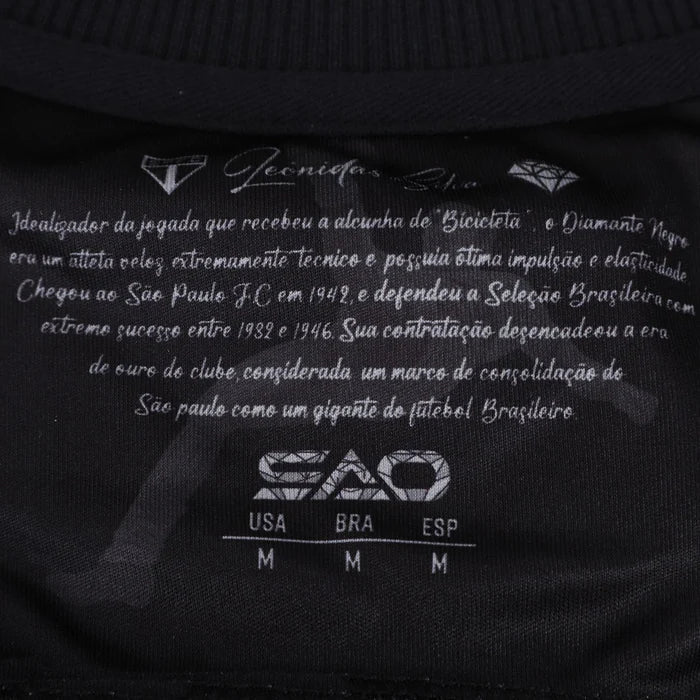 Leônidas Silva
Idealizador da jogada que recebeu a alcunha de "Bicicleta", o Diamante Negro
era um atleta veloz, extremamente tecnico e possuia ótima impulsão e elasticidade.
Chegou ao São Paulo F.C em 1942, e defendeu a Seleção Brasileira com
extremo sucesso entre 1932 e 1946. Sua contratação desencadeou a era
de ouro do clube, considerada um marco de consolidação do
São paulo como um gigante do futebol Brasileiro.
SAO
USA BRA ESP
M M M